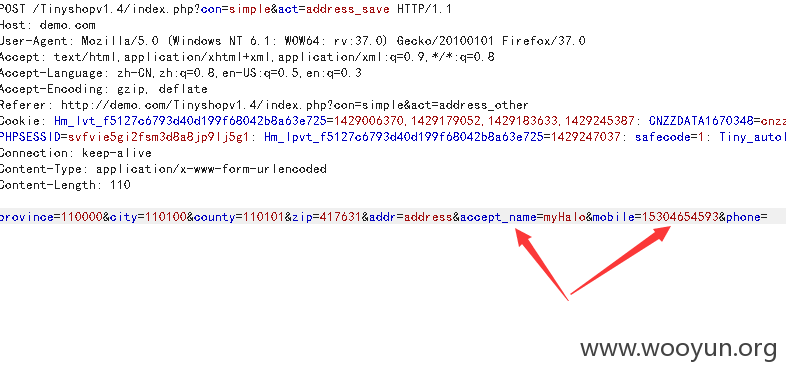 POST /Tinyshopv1.4/index.php?con=simple&act=address_save HTTP/1.1
Host: demo.com
User-Agent: Mozilla/5.0 (Windows NT 6.1; WOW64; rv:37.0) Gecko/20100101 Firefox/37.0
Accept: text/html,application/xhtml+xml,application/xml;q=0.9,*/*;q=0.8
Accept-Language: zh-CN,zh;q=0.8,en-US;q=0.5,en;q=0.3
Accept-Encoding: gzip, deflate
Referer: http://demo.com/Tinyshopv1.4/index.php?con=simple&act=address_other
Cookie: Hm_lvt_f5127c6793d40d199f68042b8a63e725=1429006370,1429179052,1429183633,1429245387; CNZZDATA1670348=cnzz
PHPSESSID=svfvie5gi2fsm3d8a8jp9lj5g1; Hm_lpvt_f5127c6793d40d199f68042b8a63e725=1429247037; safecode=1; Tiny_autol
Connection: keep-alive
Content-Type: application/x-www-form-urlencoded
Content-Length: 110
province=110000&city=110100&county=110101&zip=417631&addr=address&accept_name=myHalo&mobile=15304654593&phone=
www.wooyun.org